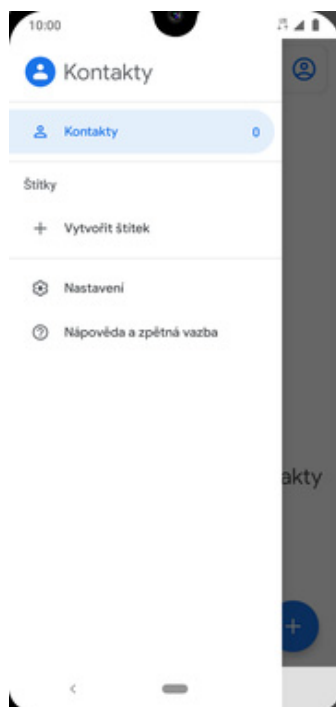 10:00
Kontakty
Kontakty 0
Štítky
Vytvořit štítek
Nastavení
Nápověda a zpětná vazba
akty